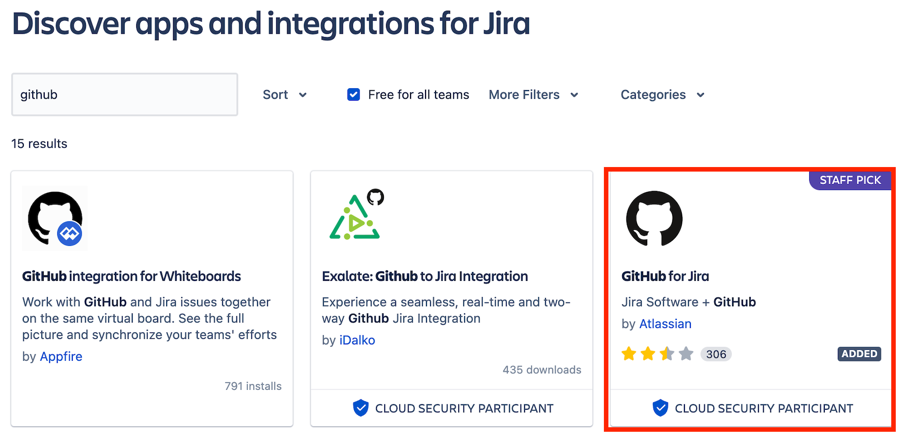 Discover apps and integrations for Jira
github
Sort
Free for all teams
More Filters
Categories
15 results
GitHub integration for Whiteboards
Work with GitHub and Jira issues together
on the same virtual board. See the full
picture and synchronize your teams' efforts
by Appfire
791 installs
Exalate: Github to Jira Integration
Experience a seamless, real-time and two-
way Github Jira Integration
by iDalko
435 downloads
CLOUD SECURITY PARTICIPANT
STAFF PICK
GitHub for Jira
Jira Software + GitHub
by Atlassian
306
ADDED
CLOUD SECURITY PARTICIPANT